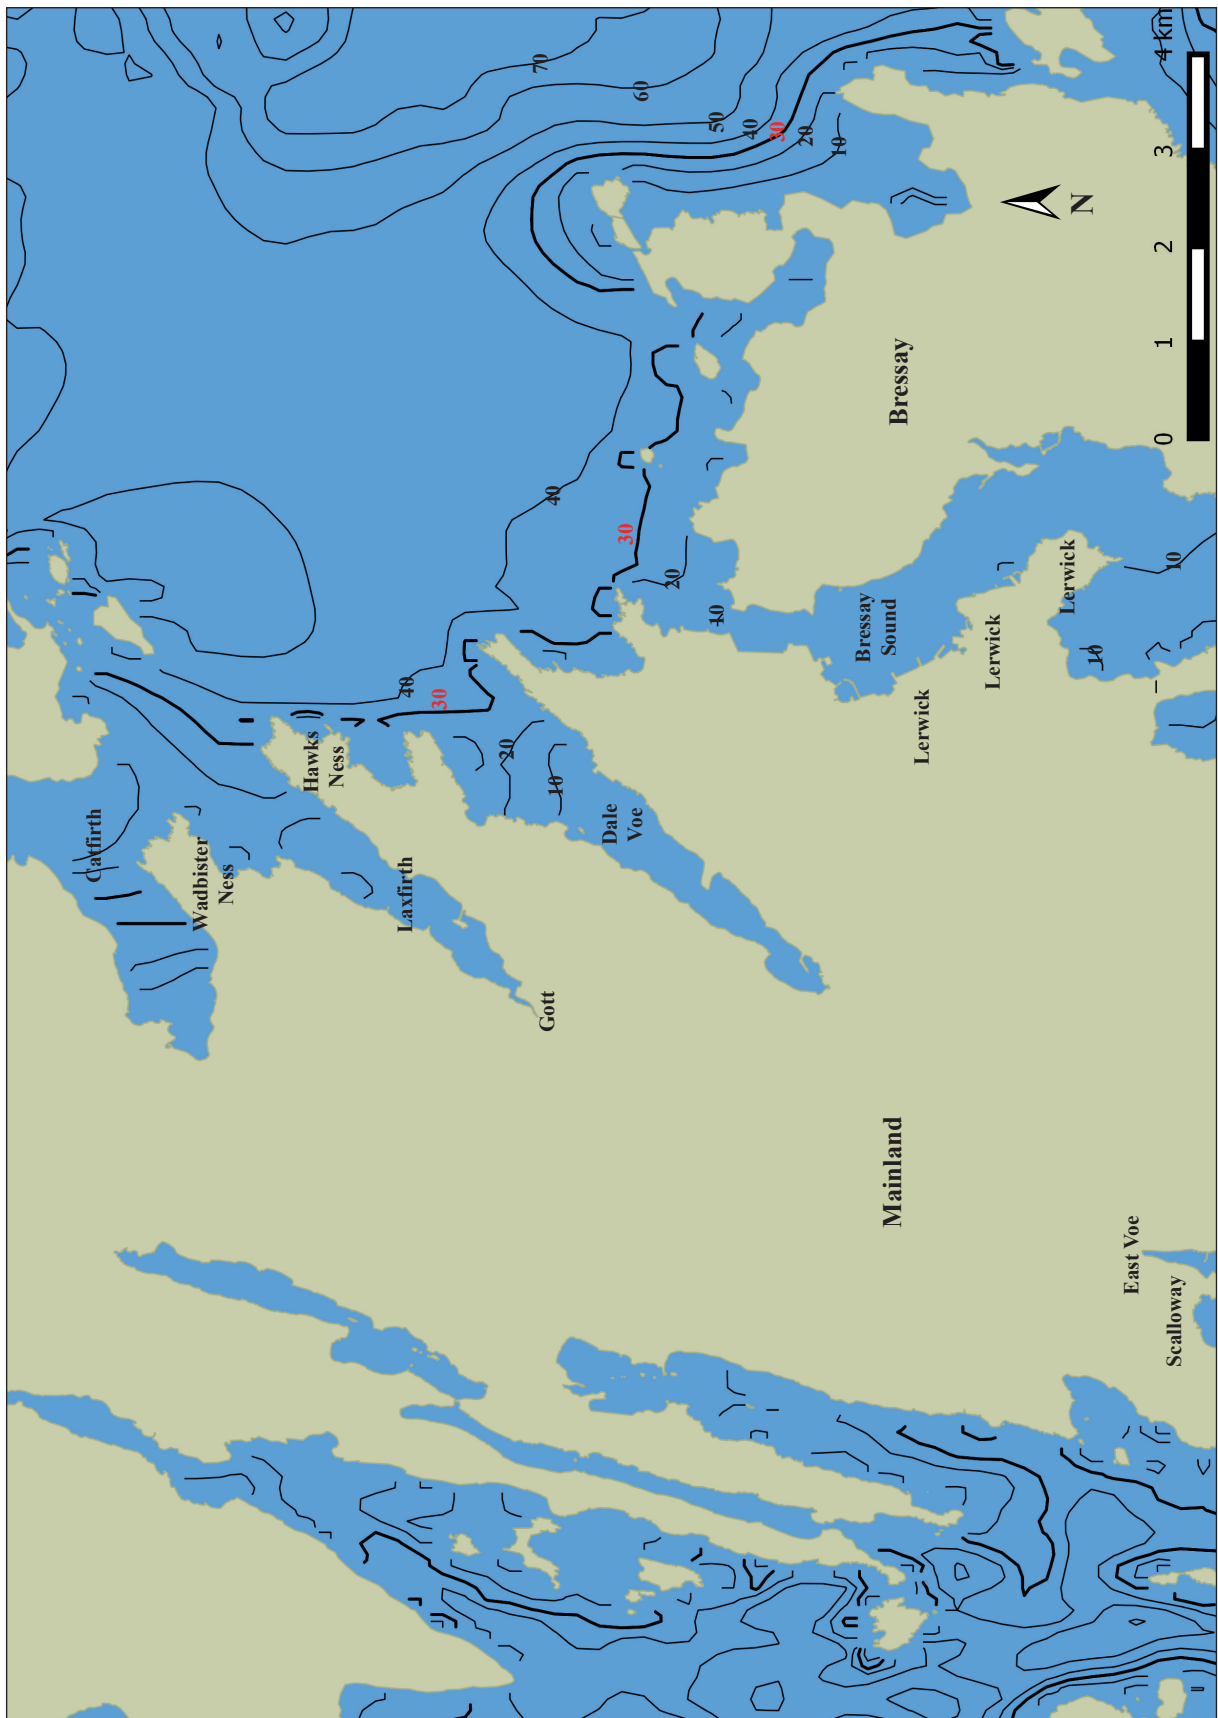 Catfirth
Wadbister
Ness
Hawks
Ness
Laxfirth
40
30
20
70
Gott
40
10
Dale
Voe
30
60
20
10
50
40
30
20
10
Bressay
Sound
Mainland
Bressay
Lerwick
Lerwick
Lerwick
N
10
East Voe
0 1 2 3 4 km
10
Scalloway